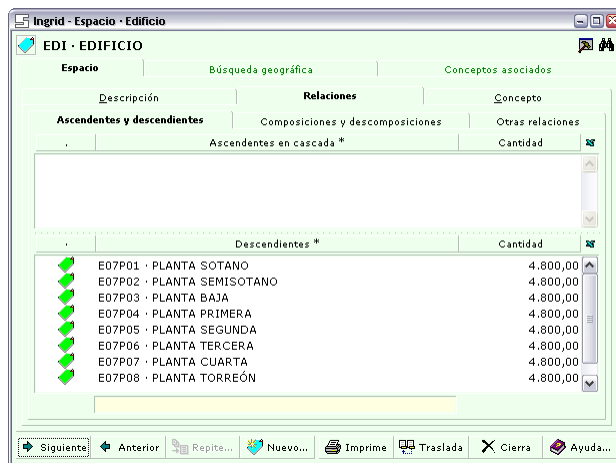 Ingrid - Espacio · Edificio
EDI · EDIFICIO
Espacio Búsqueda geográfica Conceptos asociados
Descripción Relaciones Concepto
Ascendentes y descendientes Composiciones y descomposiciones Otras relaciones
. Ascendentes en cascada * Cantidad
. Descendientes * Cantidad
E07P01 · PLANTA SOTANO 4.800,00
E07P02 · PLANTA SEMISOTANO 4.800,00
E07P03 · PLANTA BAJA 4.800,00
E07P04 · PLANTA PRIMERA 4.800,00
E07P05 · PLANTA SEGUNDA 4.800,00
E07P06 · PLANTA TERCERA 4.800,00
E07P07 · PLANTA CUARTA 4.800,00
E07P08 · PLANTA TORREÓN 4.800,00
Siguiente Anterior Repite... Nuevo... Imprime Traslada Cierra Ayuda...